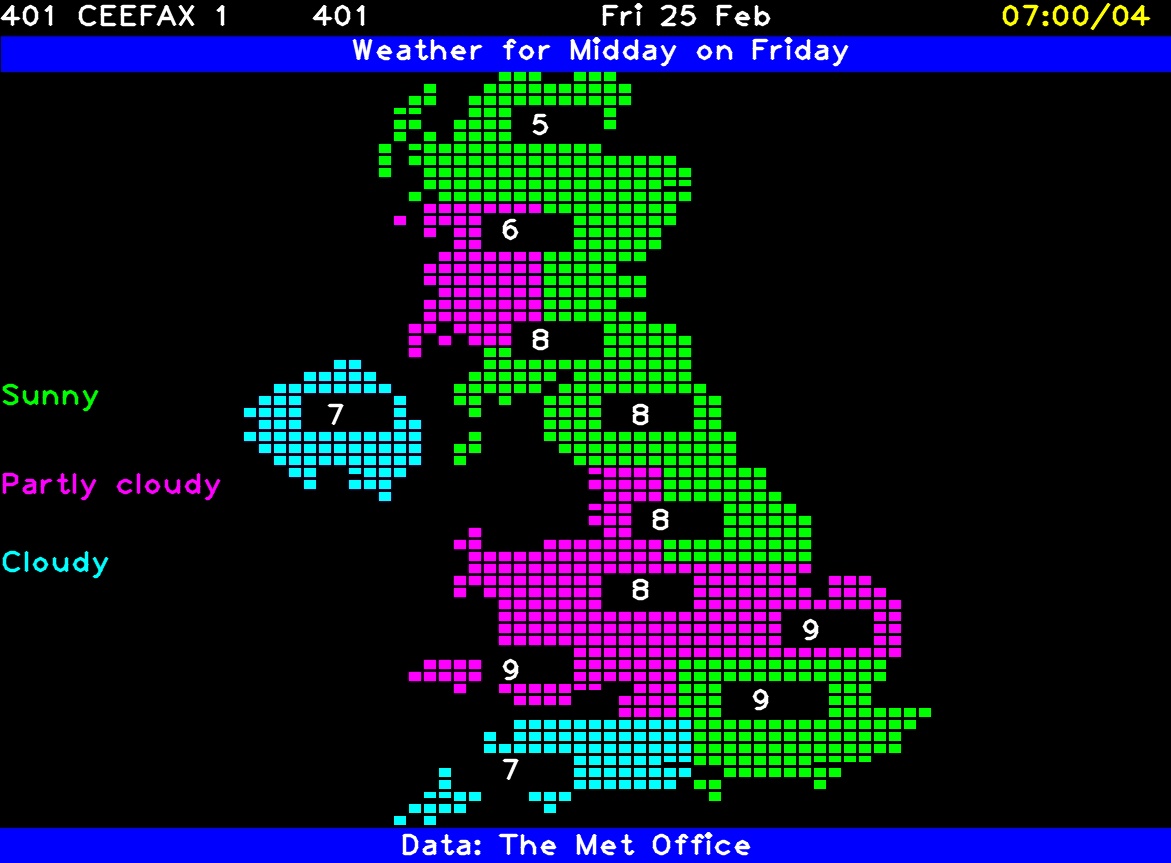 401 CEEFAX 1 401 Fri 25 Feb 07:00/04
Weather for Midday on Friday
5
6
8
Sunny
7 8
Partly cloudy
8
Cloudy
8
9
9
9
7
Data: The Met Office